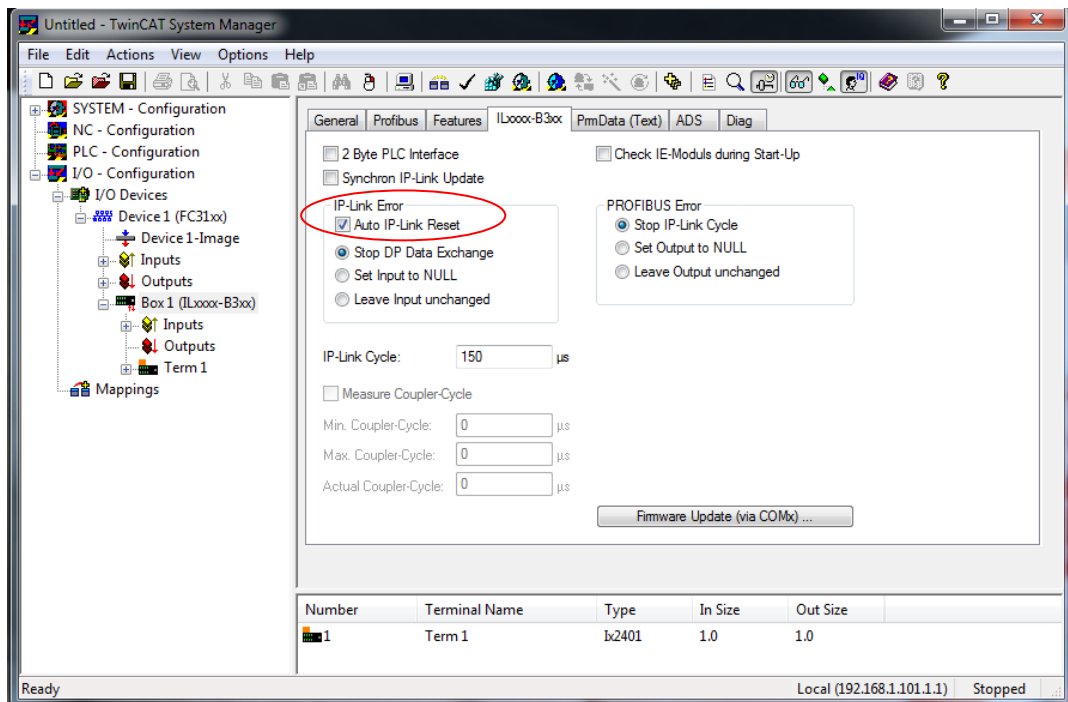 Untitled - TwinCAT System Manager
File Edit Actions View Options Help
SYSTEM - Configuration
NC - Configuration
PLC - Configuration
I/O - Configuration
I/O Devices
Device 1 (FC31xx)
Device 1-Image
Inputs
Outputs
Box 1 (ILxxxx-B3xx)
Inputs
Outputs
Term 1
Mappings
General Profibus Features ILxxxx-B3xx PrmData (Text) ADS Diag
2 Byte PLC Interface
Check IE-Moduls during Start-Up
Synchron IP-Link Update
IP-Link Error
Auto IP-Link Reset
Stop DP Data Exchange
Set Input to NULL
Leave Input unchanged
PROFIBUS Error
Stop IP-Link Cycle
Set Output to NULL
Leave Output unchanged
IP-Link Cycle: 150 µs
Measure Coupler-Cycle
Min. Coupler-Cycle: 0 µs
Max. Coupler-Cycle: 0 µs
Actual Coupler-Cycle: 0 µs
Firmware Update (via COMx) ...
Number Terminal Name Type In Size Out Size
1 Term 1 Ix2401 1.0 1.0
Ready Local (192.168.1.101.1.1) Stopped